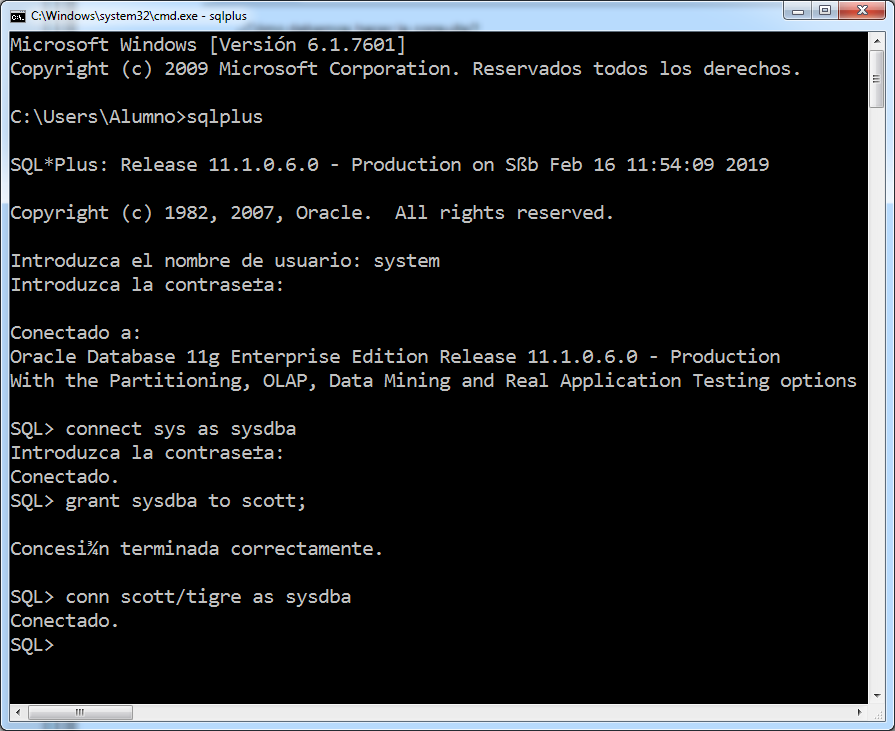 C:\Windows\system32\cmd.exe - sqlplus
Microsoft Windows [Versión 6.1.7601]
Copyright (c) 2009 Microsoft Corporation. Reservados todos los derechos.
C:\Users\Alumno>sqlplus
SQL*Plus: Release 11.1.0.6.0 - Production on Sßb Feb 16 11:54:09 2019
Copyright (c) 1982, 2007, Oracle.  All rights reserved.
Introduzca el nombre de usuario: system
Introduzca la contrase±a:
Conectado a:
Oracle Database 11g Enterprise Edition Release 11.1.0.6.0 - Production
With the Partitioning, OLAP, Data Mining and Real Application Testing options
SQL> connect sys as sysdba
Introduzca la contrase±a:
Conectado.
SQL> grant sysdba to scott;
Concesi¾n terminada correctamente.
SQL> conn scott/tigre as sysdba
Conectado.
SQL>